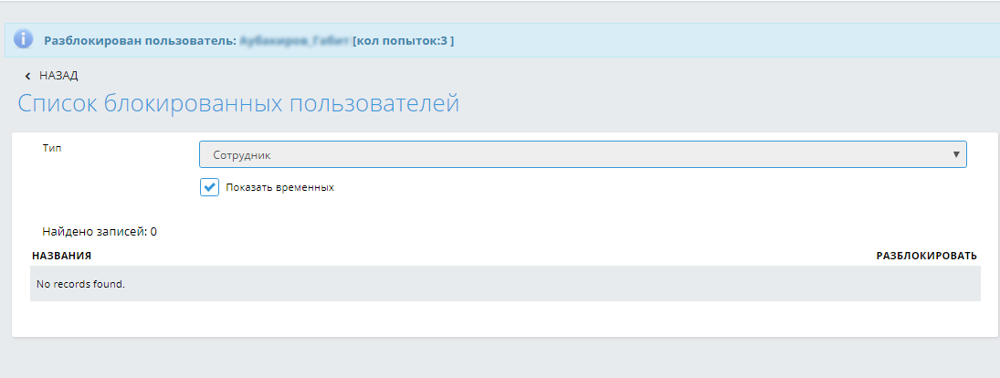 Разблокирован пользователь: [кол попыток:3 ]
НАЗАД
Список блокированных пользователей
Тип
Сотрудник
Показать временных
Найдено записей: 0
НАЗВАНИЯ РАЗБЛОКИРОВАТЬ
No records found.